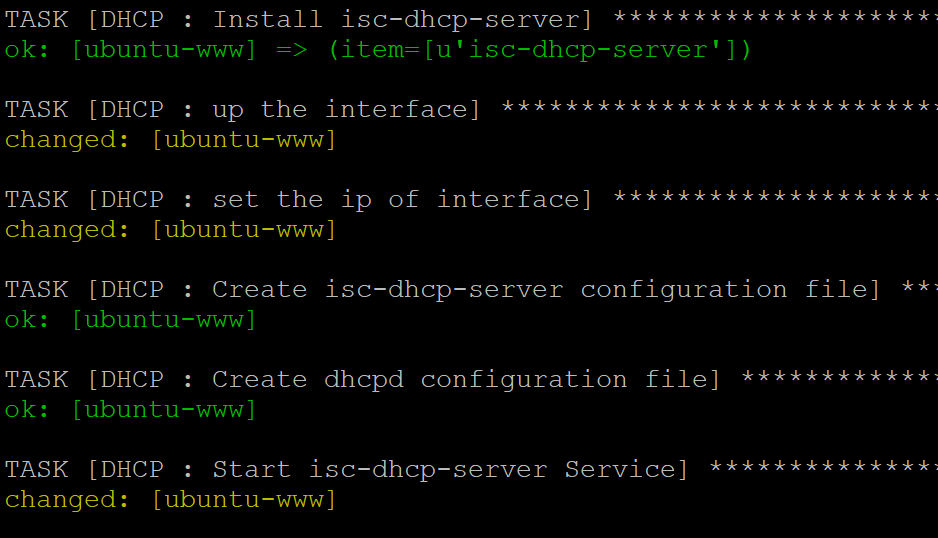 TASK [DHCP : Install isc-dhcp-server] *********************
ok: [ubuntu-www] => (item=[u'isc-dhcp-server'])
TASK [DHCP : up the interface] ****************************
changed: [ubuntu-www]
TASK [DHCP : set the ip of interface] *********************
changed: [ubuntu-www]
TASK [DHCP : Create isc-dhcp-server configuration file] ***
ok: [ubuntu-www]
TASK [DHCP : Create dhcpd configuration file] *************
ok: [ubuntu-www]
TASK [DHCP : Start isc-dhcp-server Service] ***************
changed: [ubuntu-www]